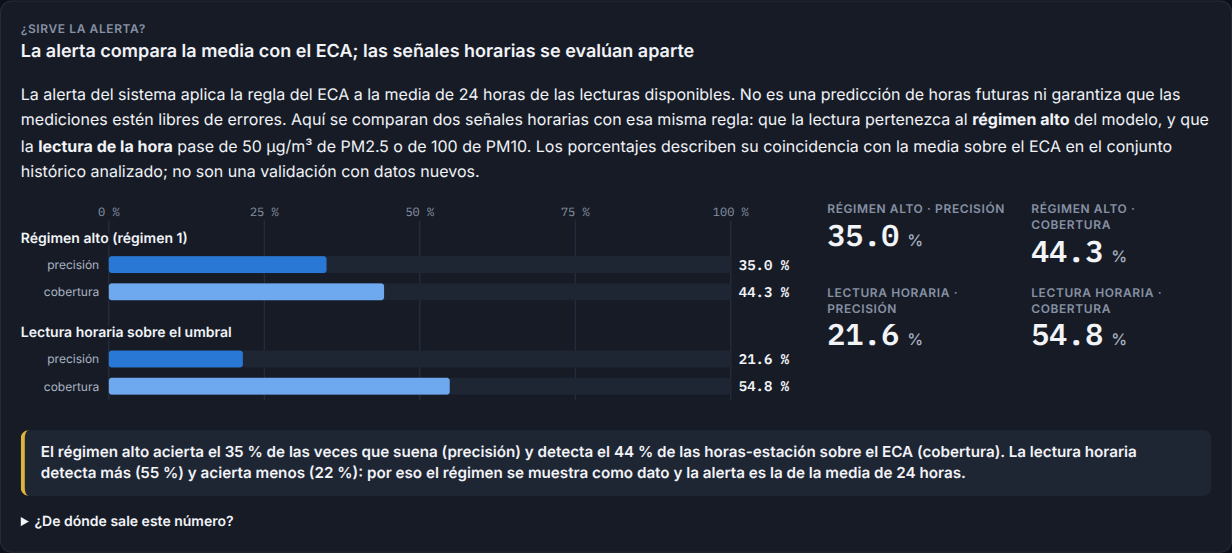 ¿SIRVE LA ALERTA?
La alerta compara la media con el ECA; las señales horarias se evalúan aparte
La alerta del sistema aplica la regla del ECA a la media de 24 horas de las lecturas disponibles. No es una predicción de horas futuras ni garantiza que las
mediciones estén libres de errores. Aquí se comparan dos señales horarias con esa misma regla: que la lectura pertenezca al régimen alto del modelo, y que
la lectura de la hora pase de 50 µg/m³ de PM2.5 o de 100 de PM10. Los porcentajes describen su coincidencia con la media sobre el ECA en el conjunto
histórico analizado; no son una validación con datos nuevos.
0 % 25 % 50 % 75 % 100 %
Régimen alto (régimen 1)
precisión 35.0 %
cobertura 44.3 %
Lectura horaria sobre el umbral
precisión 21.6 %
cobertura 54.8 %
RÉGIMEN ALTO · PRECISIÓN
35.0 %
RÉGIMEN ALTO ·
COBERTURA
44.3 %
LECTURA HORARIA ·
PRECISIÓN
21.6 %
LECTURA HORARIA ·
COBERTURA
54.8 %
El régimen alto acierta el 35 % de las veces que suena (precisión) y detecta el 44 % de las horas-estación sobre el ECA (cobertura). La lectura horaria
detecta más (55 %) y acierta menos (22 %): por eso el régimen se muestra como dato y la alerta es la de la media de 24 horas.
▶ ¿De dónde sale este número?